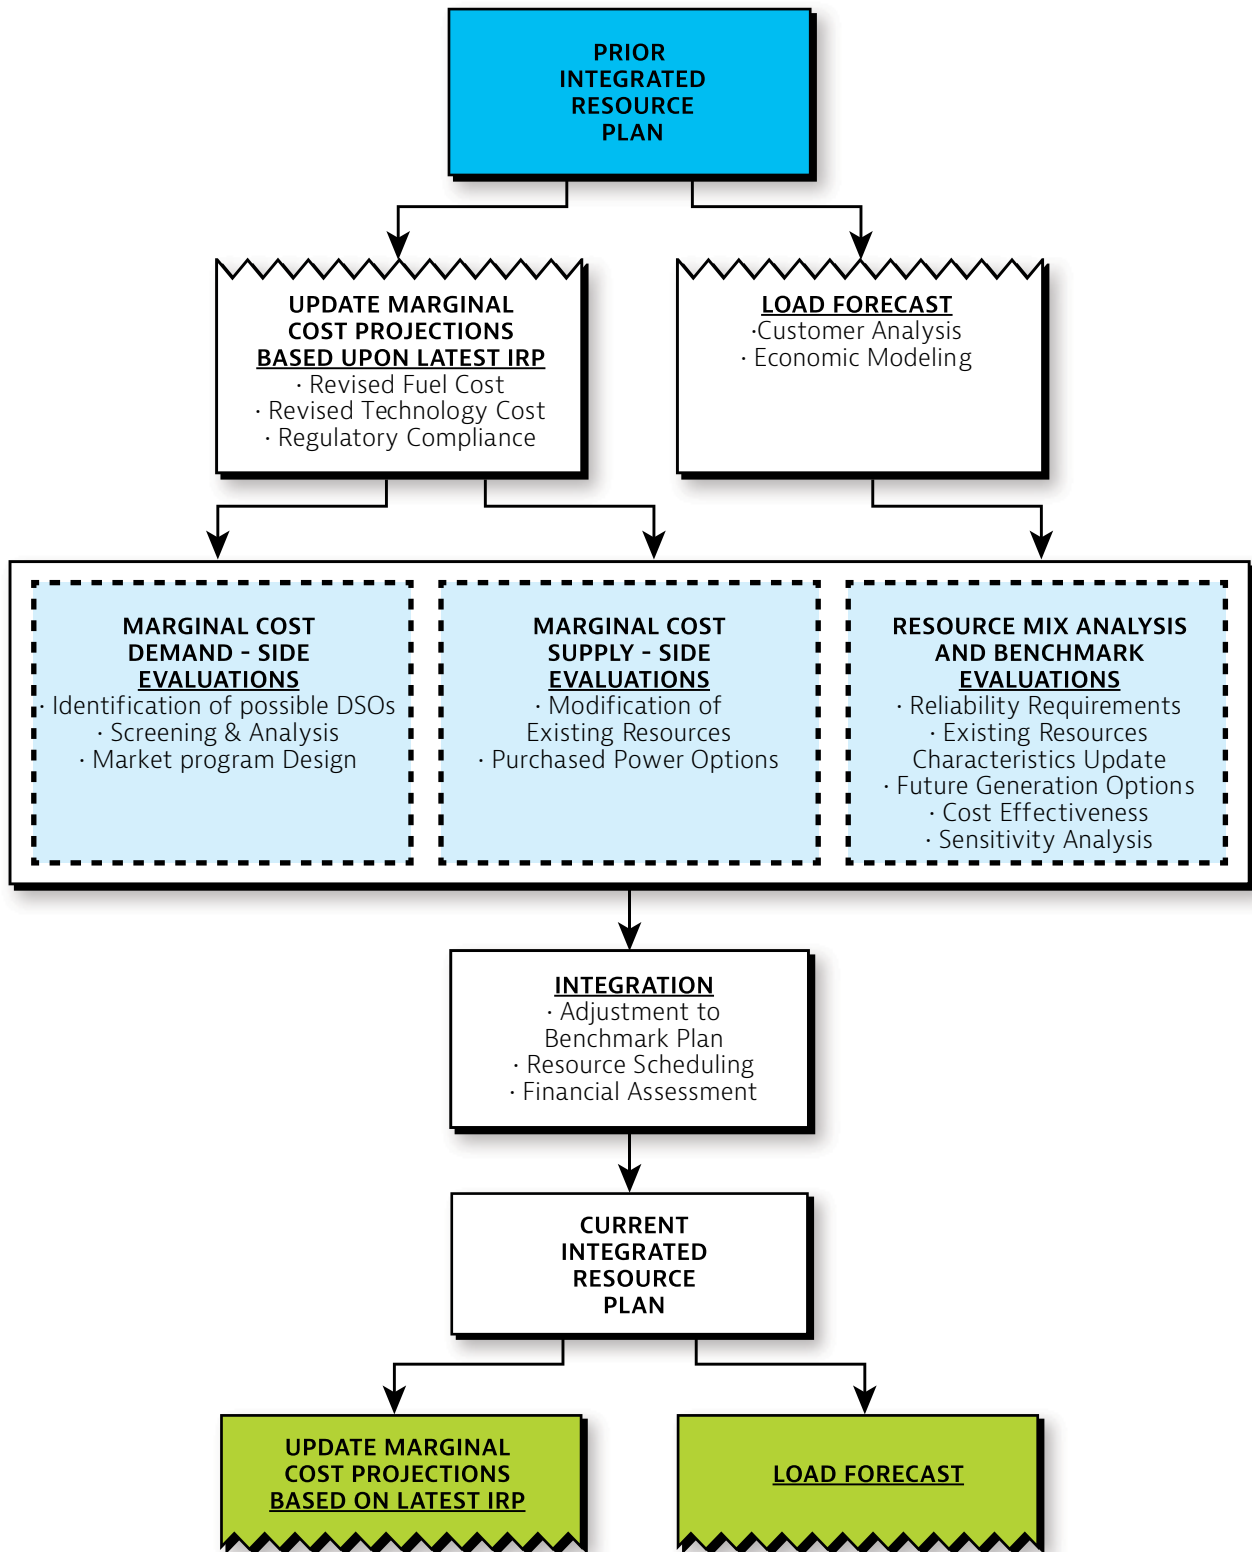 PRIOR
INTEGRATED
RESOURCE
PLAN
UPDATE MARGINAL
COST PROJECTIONS
BASED UPON LATEST IRP
· Revised Fuel Cost
· Revised Technology Cost
· Regulatory Compliance
LOAD FORECAST
·Customer Analysis
· Economic Modeling
MARGINAL COST
DEMAND - SIDE
EVALUATIONS
· Identification of possible DSOs
· Screening & Analysis
· Market program Design
MARGINAL COST
SUPPLY - SIDE
EVALUATIONS
· Modification of
Existing Resources
· Purchased Power Options
RESOURCE MIX ANALYSIS
AND BENCHMARK
EVALUATIONS
· Reliability Requirements
· Existing Resources
Characteristics Update
· Future Generation Options
· Cost Effectiveness
· Sensitivity Analysis
INTEGRATION
· Adjustment to
Benchmark Plan
· Resource Scheduling
· Financial Assessment
CURRENT
INTEGRATED
RESOURCE
PLAN
UPDATE MARGINAL
COST PROJECTIONS
BASED ON LATEST IRP
LOAD FORECAST